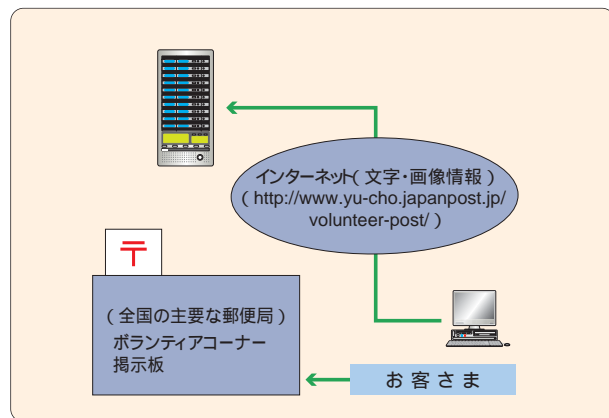 インターネット(文字・画像情報)
(http://www.yu-cho.japanpost.jp/
volunteer-post/)
〒
(全国の主要な郵便局)
ボランティアコーナー
掲示板
お客さま